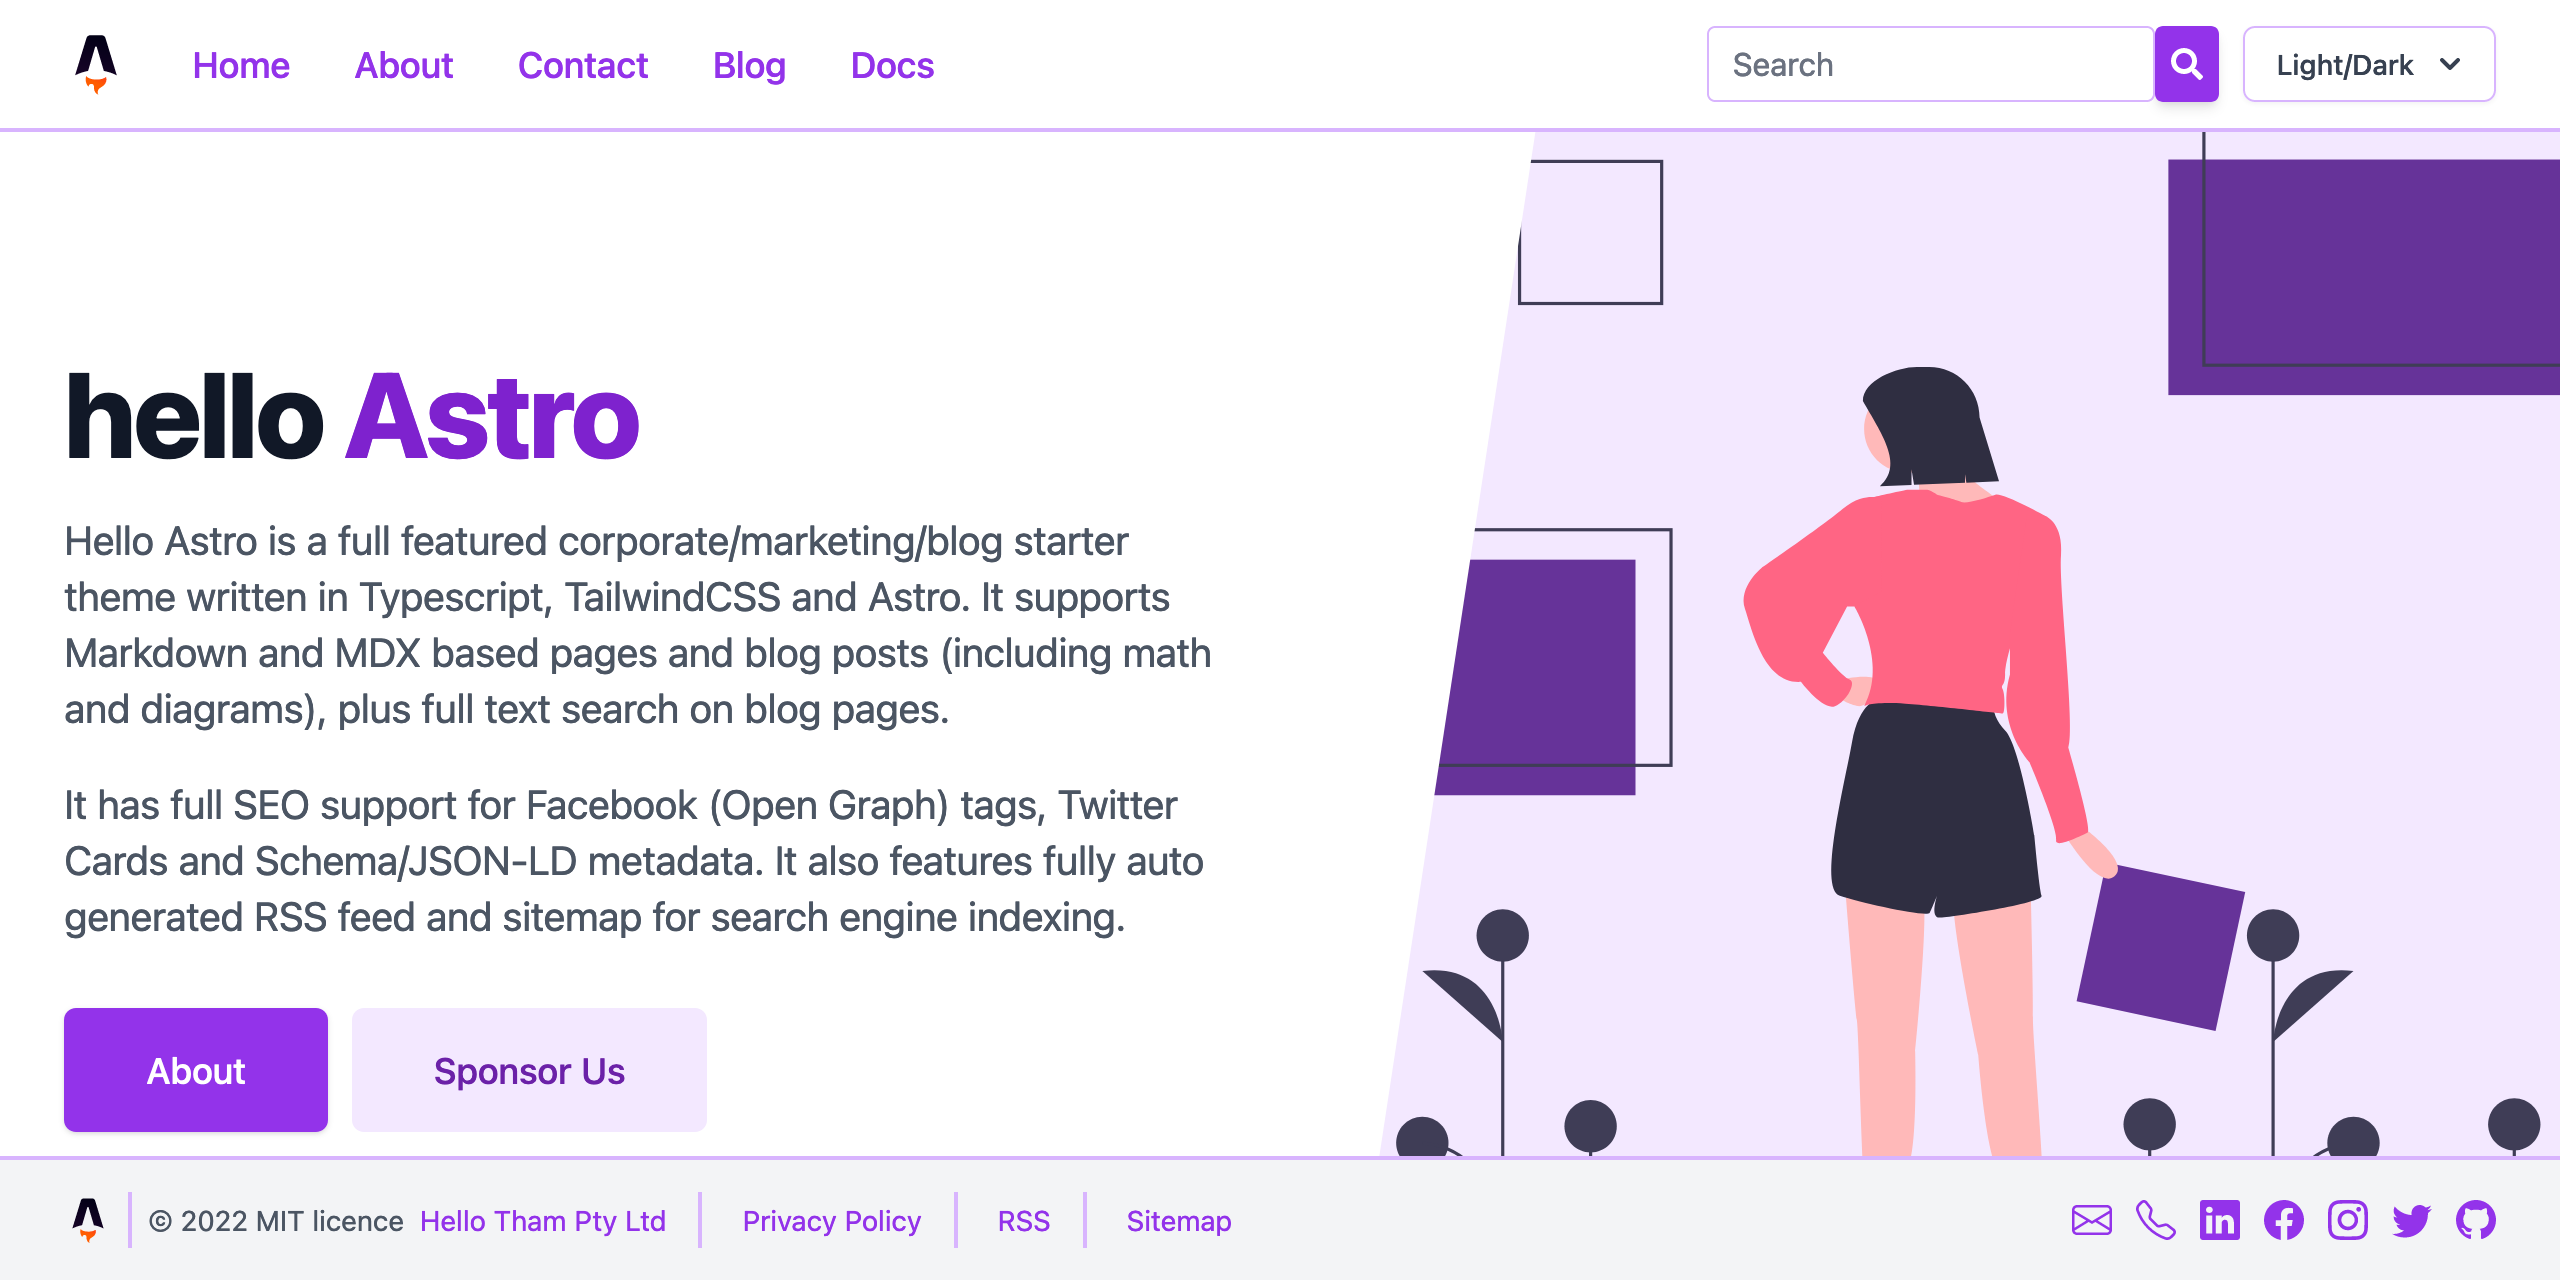 Home About Contact Blog Docs Search Light/Dark
hello Astro
Hello Astro is a full featured corporate/marketing/blog starter
theme written in Typescript, TailwindCSS and Astro. It supports
Markdown and MDX based pages and blog posts (including math
and diagrams), plus full text search on blog pages.
It has full SEO support for Facebook (Open Graph) tags, Twitter
Cards and Schema/JSON-LD metadata. It also features fully auto
generated RSS feed and sitemap for search engine indexing.
About Sponsor Us
© 2022 MIT licence Hello Tham Pty Ltd Privacy Policy RSS Sitemap